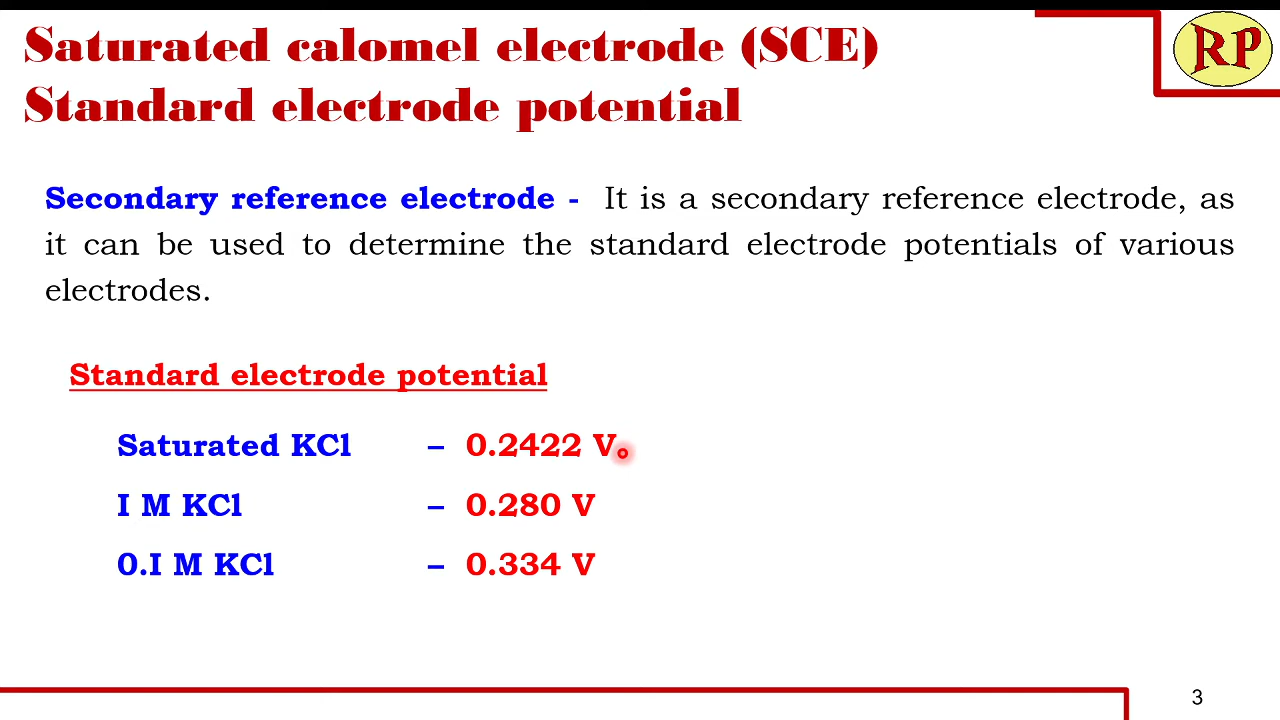 Saturated calomel electrode (SCE)
Standard electrode potential
RP
Secondary reference electrode - It is a secondary reference electrode, as
it can be used to determine the standard electrode potentials of various
electrodes.
Standard electrode potential
Saturated KCl – 0.2422 V
I M KCl – 0.280 V
0.I M KCl – 0.334 V
3